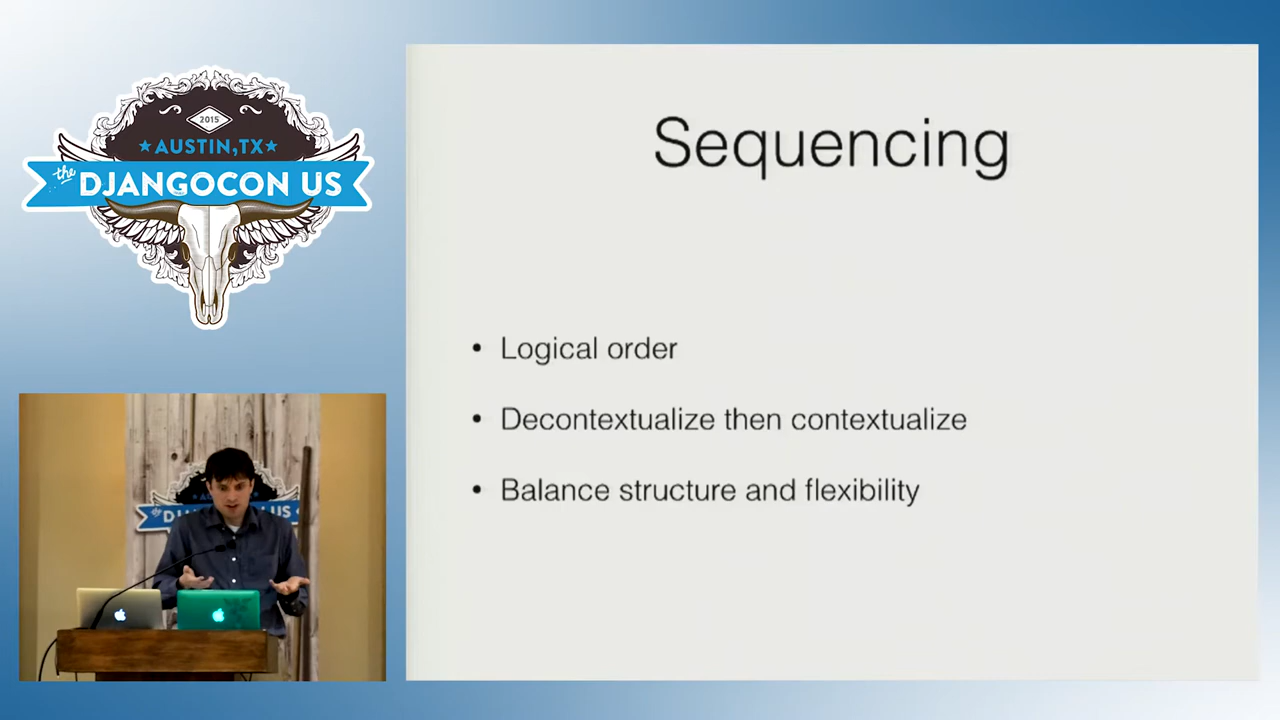 2015
AUSTIN, TX
the DJANGOCON US
Sequencing
• Logical order
• Decontextualize then contextualize
• Balance structure and flexibility